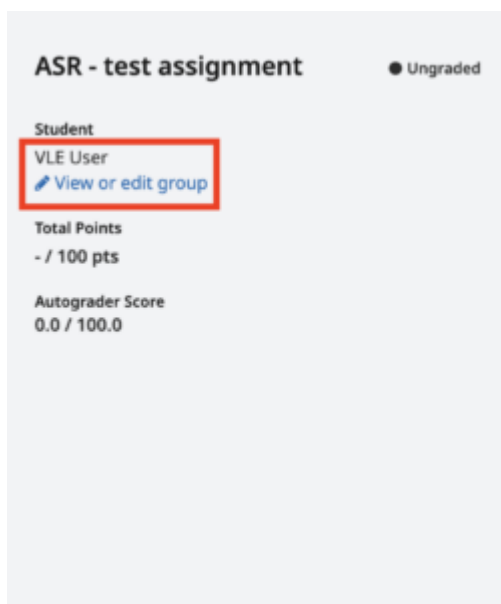 ASR - test assignment
Ungraded
Student
VLE User
View or edit group
Total Points
- / 100 pts
Autograder Score
0.0 / 100.0